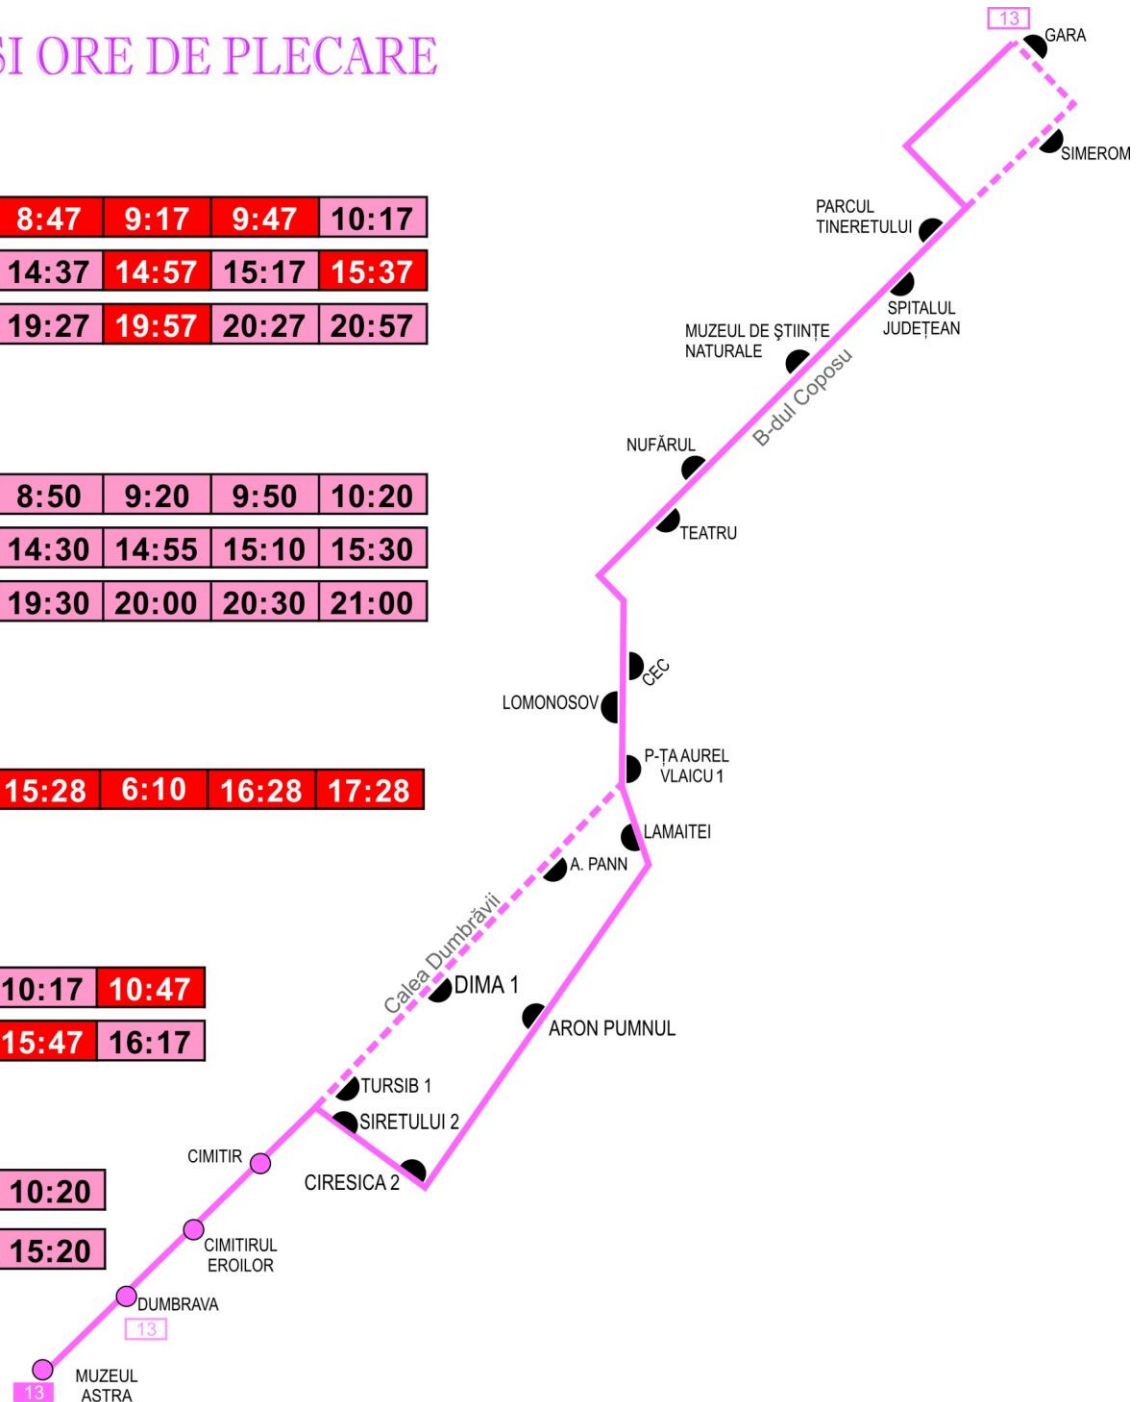 ȘI ORE DE PLECARE
8:47 9:17 9:47 10:17
14:37 14:57 15:17 15:37
19:27 19:57 20:27 20:57
8:50 9:20 9:50 10:20
14:30 14:55 15:10 15:30
19:30 20:00 20:30 21:00
15:28 6:10 16:28 17:28
10:17 10:47
15:47 16:17
10:20
15:20
13
GARA
SIMEROM
PARCUL
TINERETULUI
SPITALUL
JUDEȚEAN
MUZEUL DE ŞTIINȚE
NATURALE
B-dul Coposu
NUFĂRUL
TEATRU
CEC
LOMONOSOV
P-ȚA AUREL
VLAICU 1
LAMAITEI
A. PANN
Calea Dumbrăvii
DIMA 1
ARON PUMNUL
TURSIB 1
SIRETULUI 2
CIRESICA 2
CIMITIR
CIMITIRUL
EROILOR
DUMBRAVA
13
MUZEUL
ASTRA
13